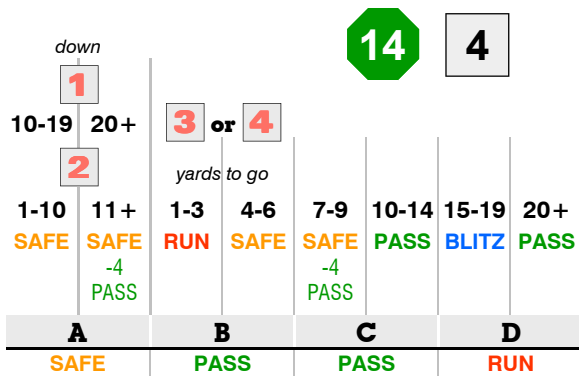 14 4
down
1
10-19 20+ 3 or 4
2 yards to go
1-10 11+ 1-3 4-6 7-9 10-14 15-19 20+
SAFE SAFE RUN SAFE SAFE PASS BLITZ PASS
-4 -4
PASS PASS
A B C D
SAFE PASS PASS RUN